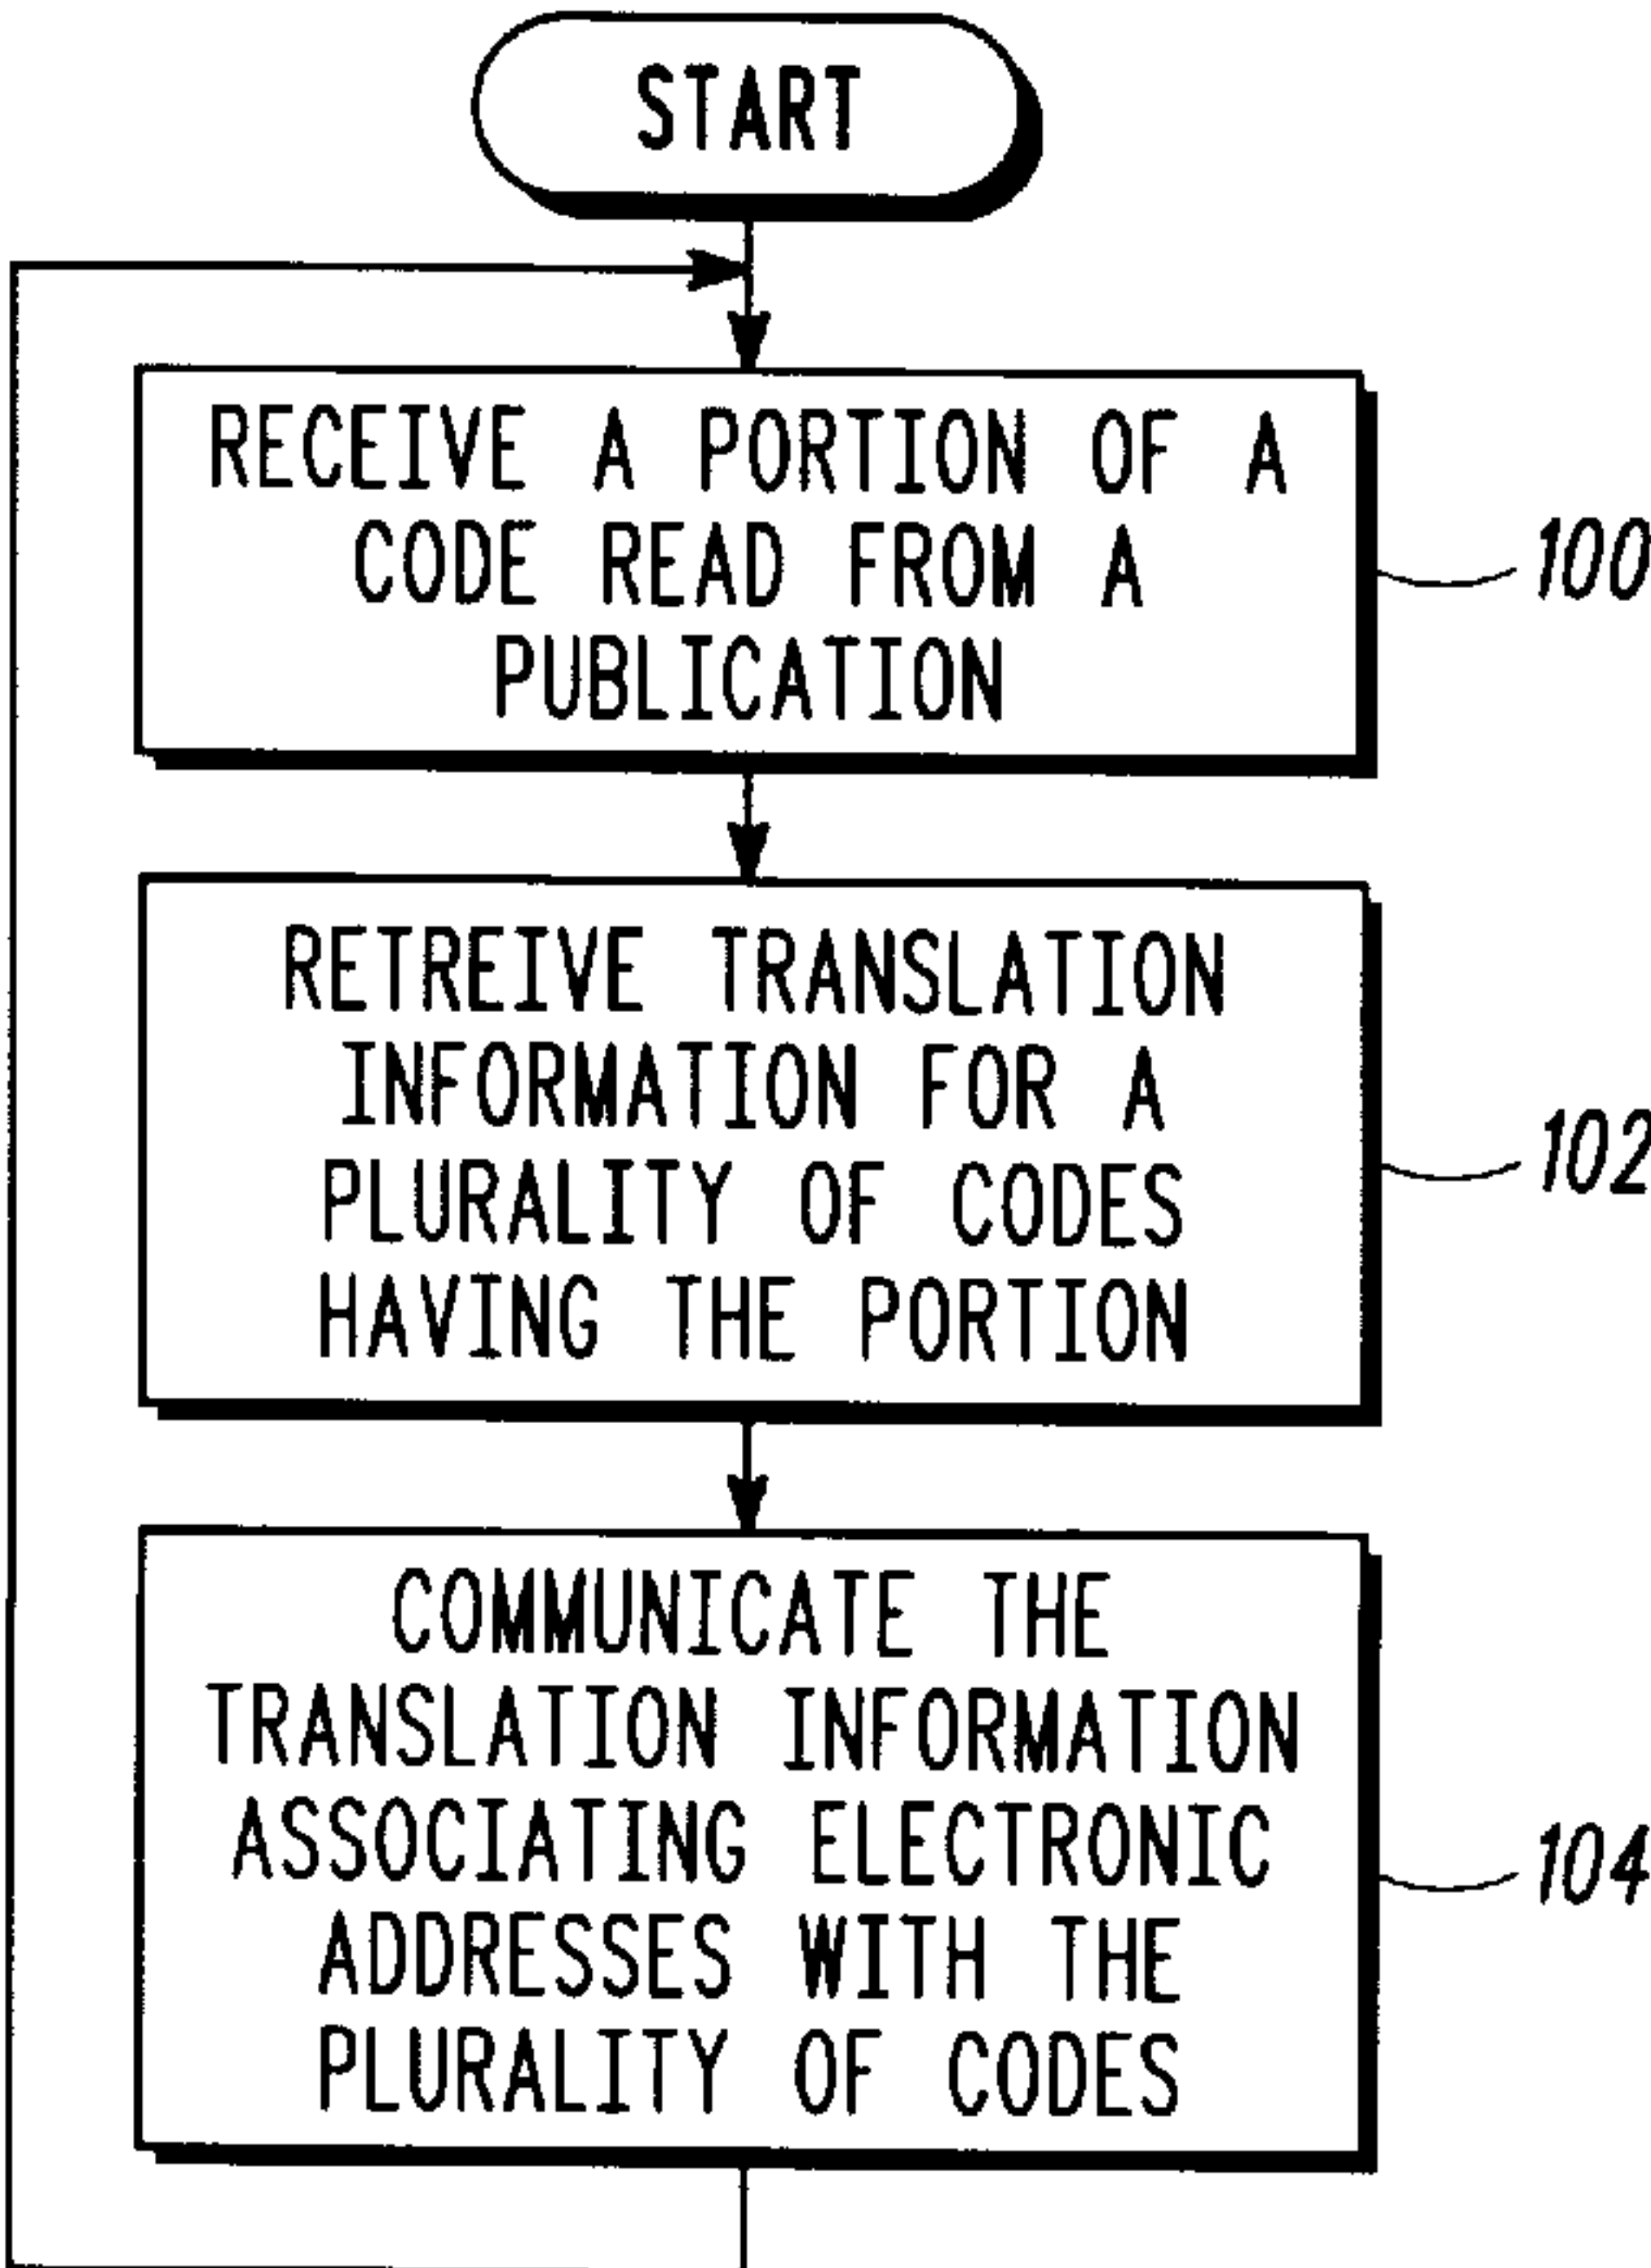 START
RECEIVE A PORTION OF A
CODE READ FROM A
PUBLICATION
100
RETREIVE TRANSLATION
INFORMATION FOR A
PLURALITY OF CODES
HAVING THE PORTION
102
COMMUNICATE THE
TRANSLATION INFORMATION
ASSOCIATING ELECTRONIC
ADDRESSES WITH THE
PLURALITY OF CODES
104